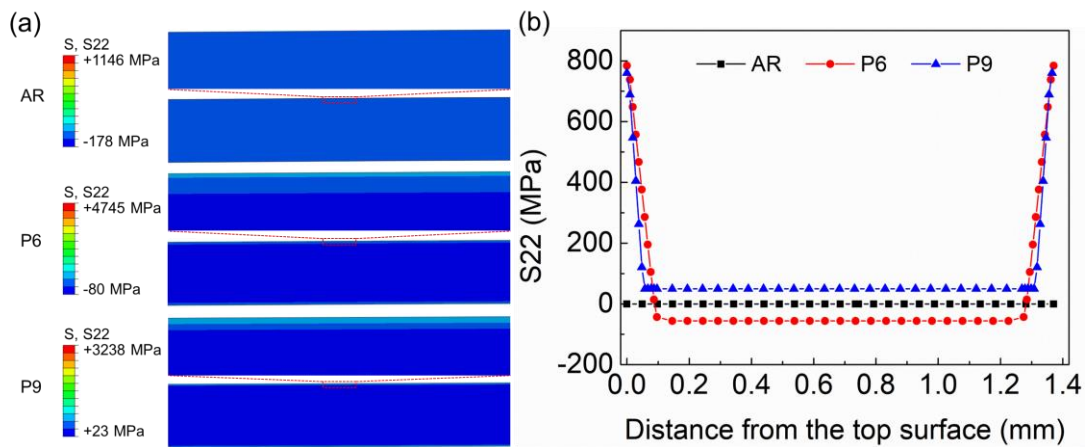 (a)
S, S22
+1146 MPa
AR
-178 MPa
S, S22
+4745 MPa
P6
-80 MPa
S, S22
+3238 MPa
P9
+23 MPa
(b)
AR P6 P9
800
600
400
200
0
-200
S22 (MPa)
0.0 0.2 0.4 0.6 0.8 1.0 1.2 1.4
Distance from the top surface (mm)